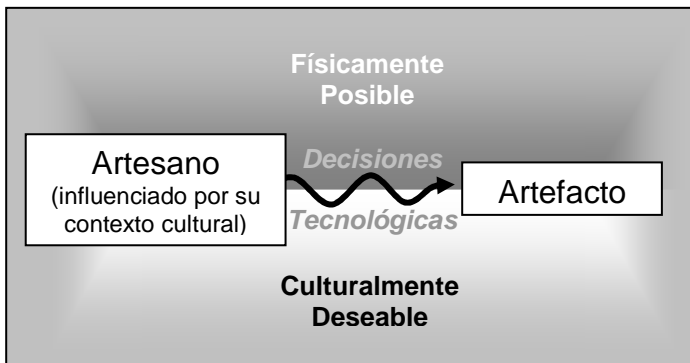 Físicamente
Posible
Artesano
(influenciado por su
contexto cultural)
Decisiones
Tecnológicas
Artefacto
Culturalmente
Deseable